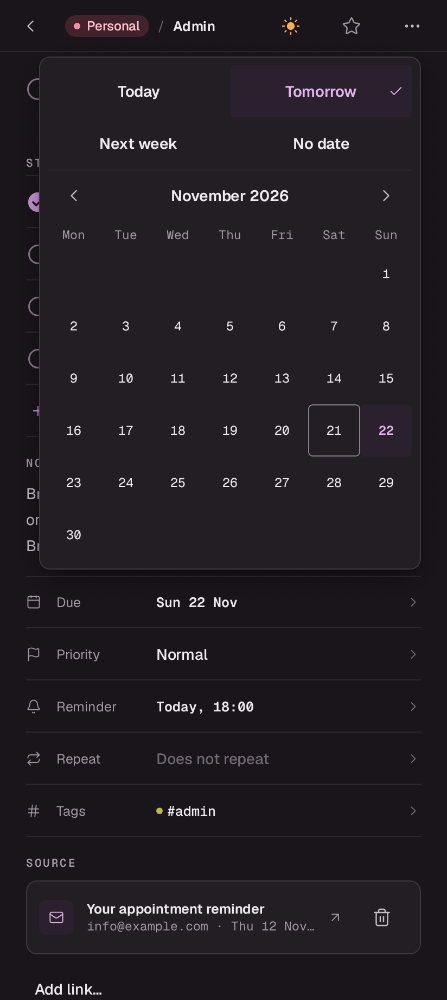 Personal / Admin
Today Tomorrow
Next week No date
November 2026
Mon Tue Wed Thu Fri Sat Sun
1
2 3 4 5 6 7 8
9 10 11 12 13 14 15
16 17 18 19 20 21 22
23 24 25 26 27 28 29
30
Due Sun 22 Nov
Priority Normal
Reminder Today, 18:00
Repeat Does not repeat
Tags #admin
SOURCE
Your appointment reminder
info@example.com · Thu 12 Nov…
Add link…